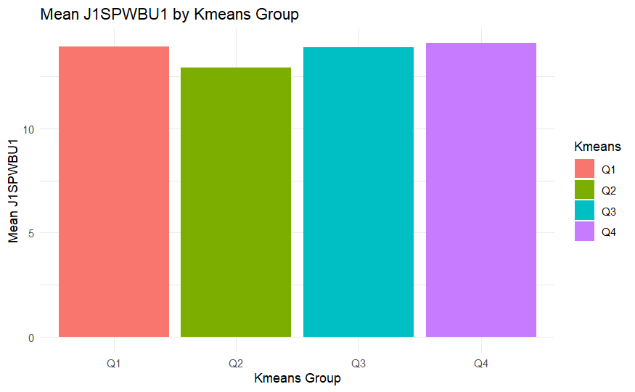 Mean J1SPWBU1 by Kmeans Group
Mean J1SPWBU1
10
5
0
Q1
Q2
Q3
Q4
Kmeans Group
Kmeans
Q1
Q2
Q3
Q4